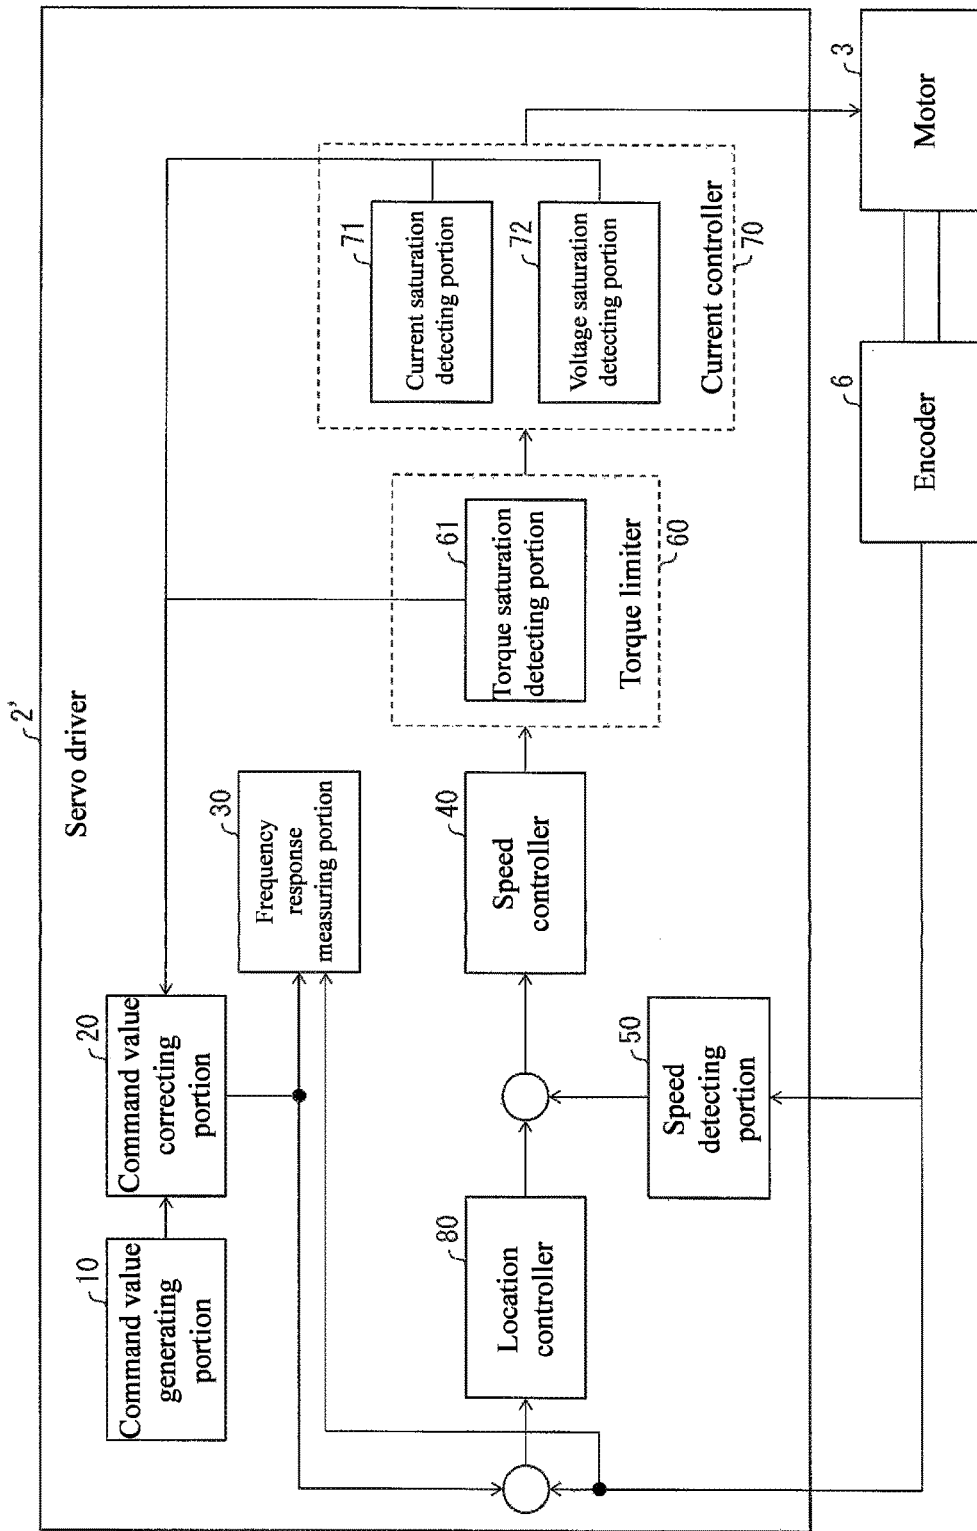 2'
Servo driver
10
Command value
generating
portion
20
Command value
correcting
portion
30
Frequency
response
measuring portion
80
Location
controller
50
Speed
detecting
portion
40
Speed
controller
61
Torque saturation
detecting portion
Torque limiter
60
71
Current saturation
detecting portion
72
Voltage saturation
detecting portion
Current controller
70
6
Encoder
3
Motor